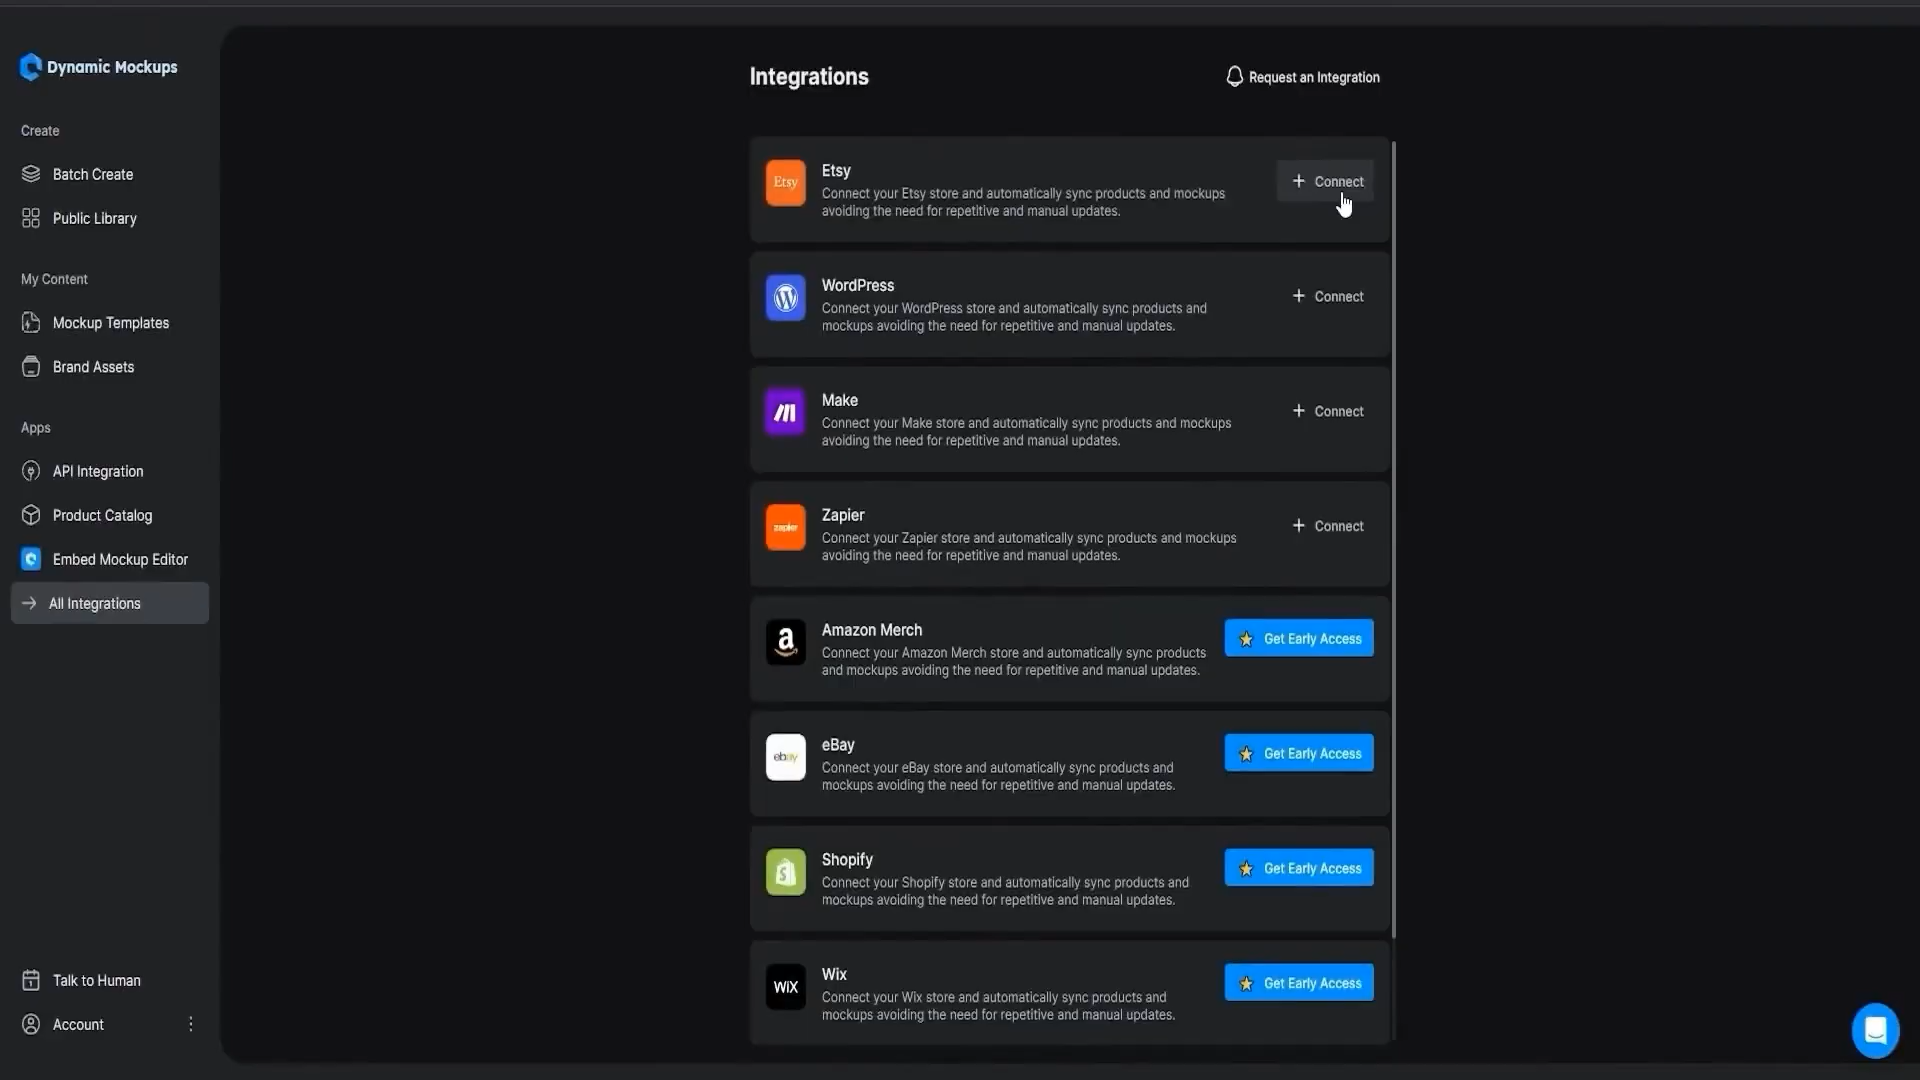 Dynamic Mockups
Create
Batch Create
Public Library
My Content
Mockup Templates
Brand Assets
Apps
API Integration
Product Catalog
Embed Mockup Editor
All Integrations
Talk to Human
Account
Integrations
Request an Integration
Etsy
Etsy
Connect your Etsy store and automatically sync products and mockups
avoiding the need for repetitive and manual updates.
+ Connect
WordPress
Connect your WordPress store and automatically sync products and
mockups avoiding the need for repetitive and manual updates.
+ Connect
Make
Connect your Make store and automatically sync products and mockups
avoiding the need for repetitive and manual updates.
+ Connect
zapier
Zapier
Connect your Zapier store and automatically sync products and mockups
avoiding the need for repetitive and manual updates.
+ Connect
a
Amazon Merch
Connect your Amazon Merch store and automatically sync products
and mockups avoiding the need for repetitive and manual updates.
Get Early Access
ebay
eBay
Connect your eBay store and automatically sync products and
mockups avoiding the need for repetitive and manual updates.
Get Early Access
Shopify
Connect your Shopify store and automatically sync products and
mockups avoiding the need for repetitive and manual updates.
Get Early Access
WiX
Wix
Connect your Wix store and automatically sync products and
mockups avoiding the need for repetitive and manual updates.
Get Early Access